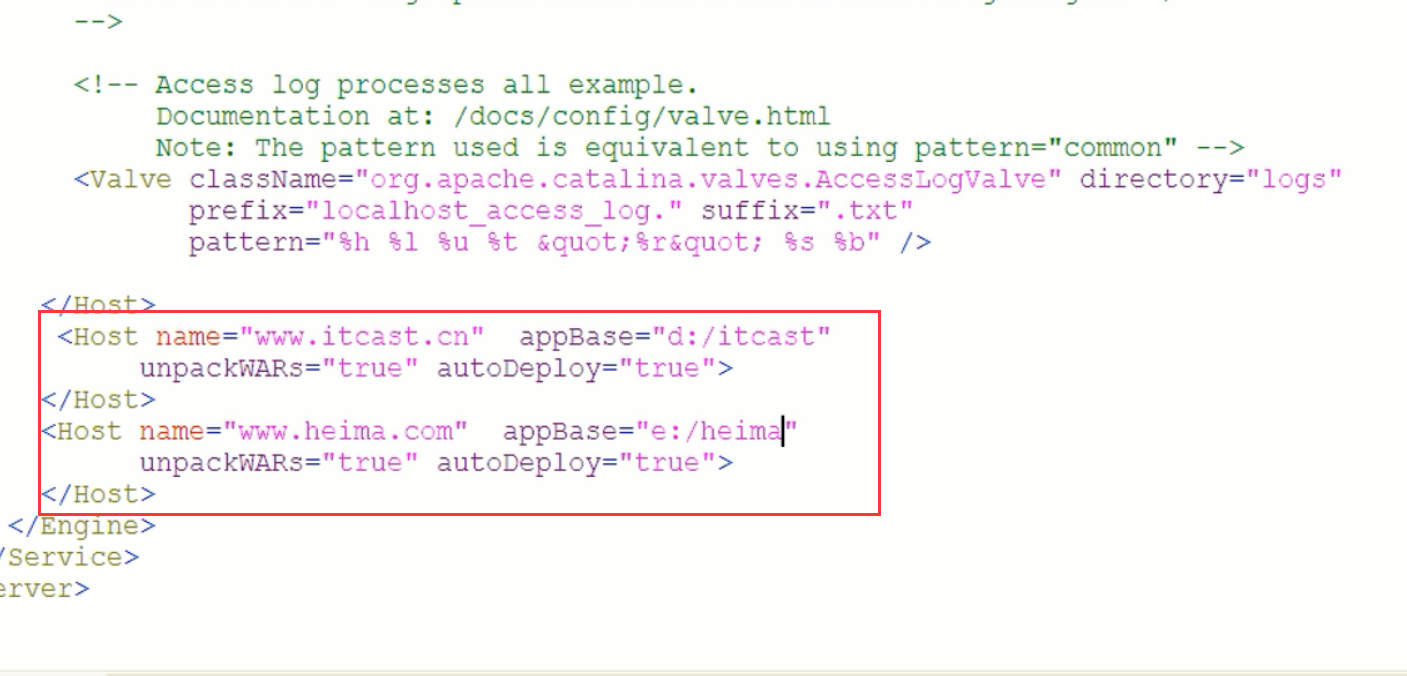 -->
<!-- Access log processes all example.
Documentation at: /docs/config/valve.html
Note: The pattern used is equivalent to using pattern="common" -->
<Valve className="org.apache.catalina.valves.AccessLogValve" directory="logs"
prefix="localhost_access_log." suffix=".txt"
pattern="%h %l %u %t &quot;%r&quot; %s %b" />
</Host>
<Host name="www.itcast.cn"  appBase="d:/itcast"
unpackWARs="true" autoDeploy="true">
</Host>
<Host name="www.heima.com"  appBase="e:/heima"
unpackWARs="true" autoDeploy="true">
</Host>
</Engine>
/Service>
erver>